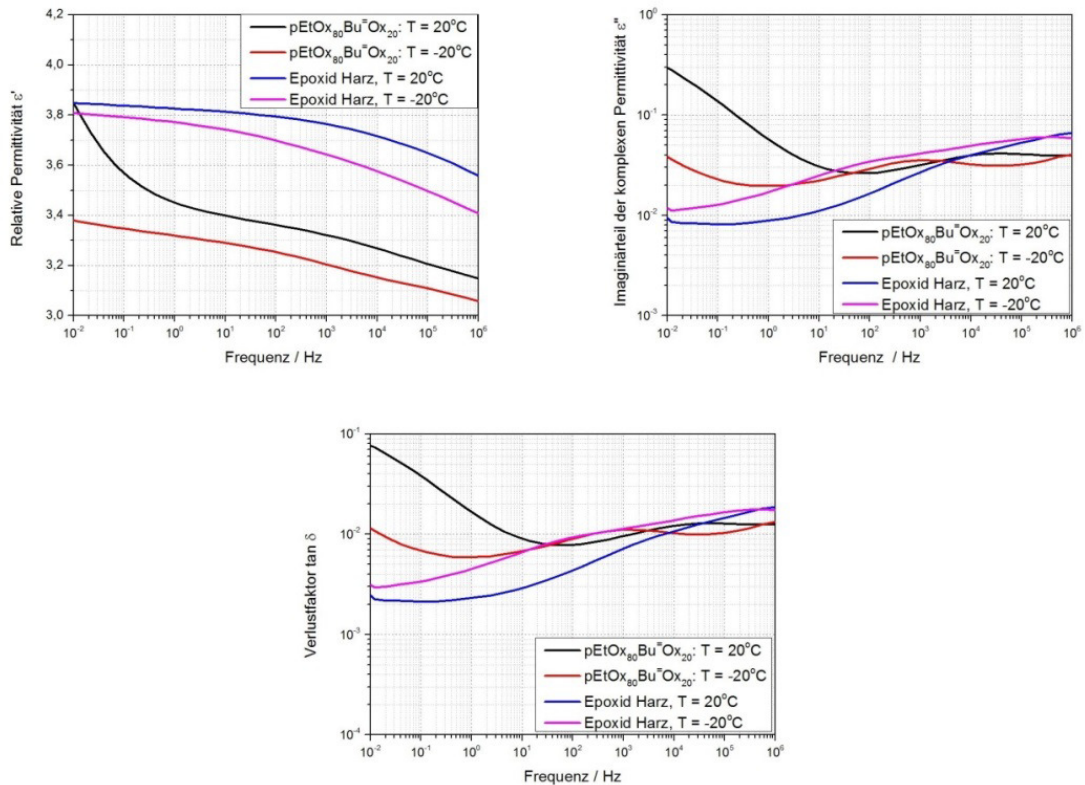 4,2
4,0
3,8
3,6
3,4
3,2
3,0
Relative Permittivität ε'
pEtOx₈₀Bu⁼Ox₂₀: T = 20°C
pEtOx₈₀Bu⁼Ox₂₀: T = -20°C
Epoxid Harz, T = 20°C
Epoxid Harz, T = -20°C
10⁻² 10⁻¹ 10⁰ 10¹ 10² 10³ 10⁴ 10⁵ 10⁶
Frequenz / Hz
10⁰
10⁻¹
10⁻²
10⁻³
Imaginärteil der komplexen Permittivität ε"
pEtOx₈₀Bu⁼Ox₂₀: T = 20°C
pEtOx₈₀Bu⁼Ox₂₀: T = -20°C
Epoxid Harz, T = 20°C
Epoxid Harz, T = -20°C
10⁻² 10⁻¹ 10⁰ 10¹ 10² 10³ 10⁴ 10⁵ 10⁶
Frequenz / Hz
10⁻¹
10⁻²
10⁻³
10⁻⁴
Verlustfaktor tan δ
pEtOx₈₀Bu⁼Ox₂₀: T = 20°C
pEtOx₈₀Bu⁼Ox₂₀: T = -20°C
Epoxid Harz, T = 20°C
Epoxid Harz, T = -20°C
10⁻² 10⁻¹ 10⁰ 10¹ 10² 10³ 10⁴ 10⁵ 10⁶
Frequenz / Hz